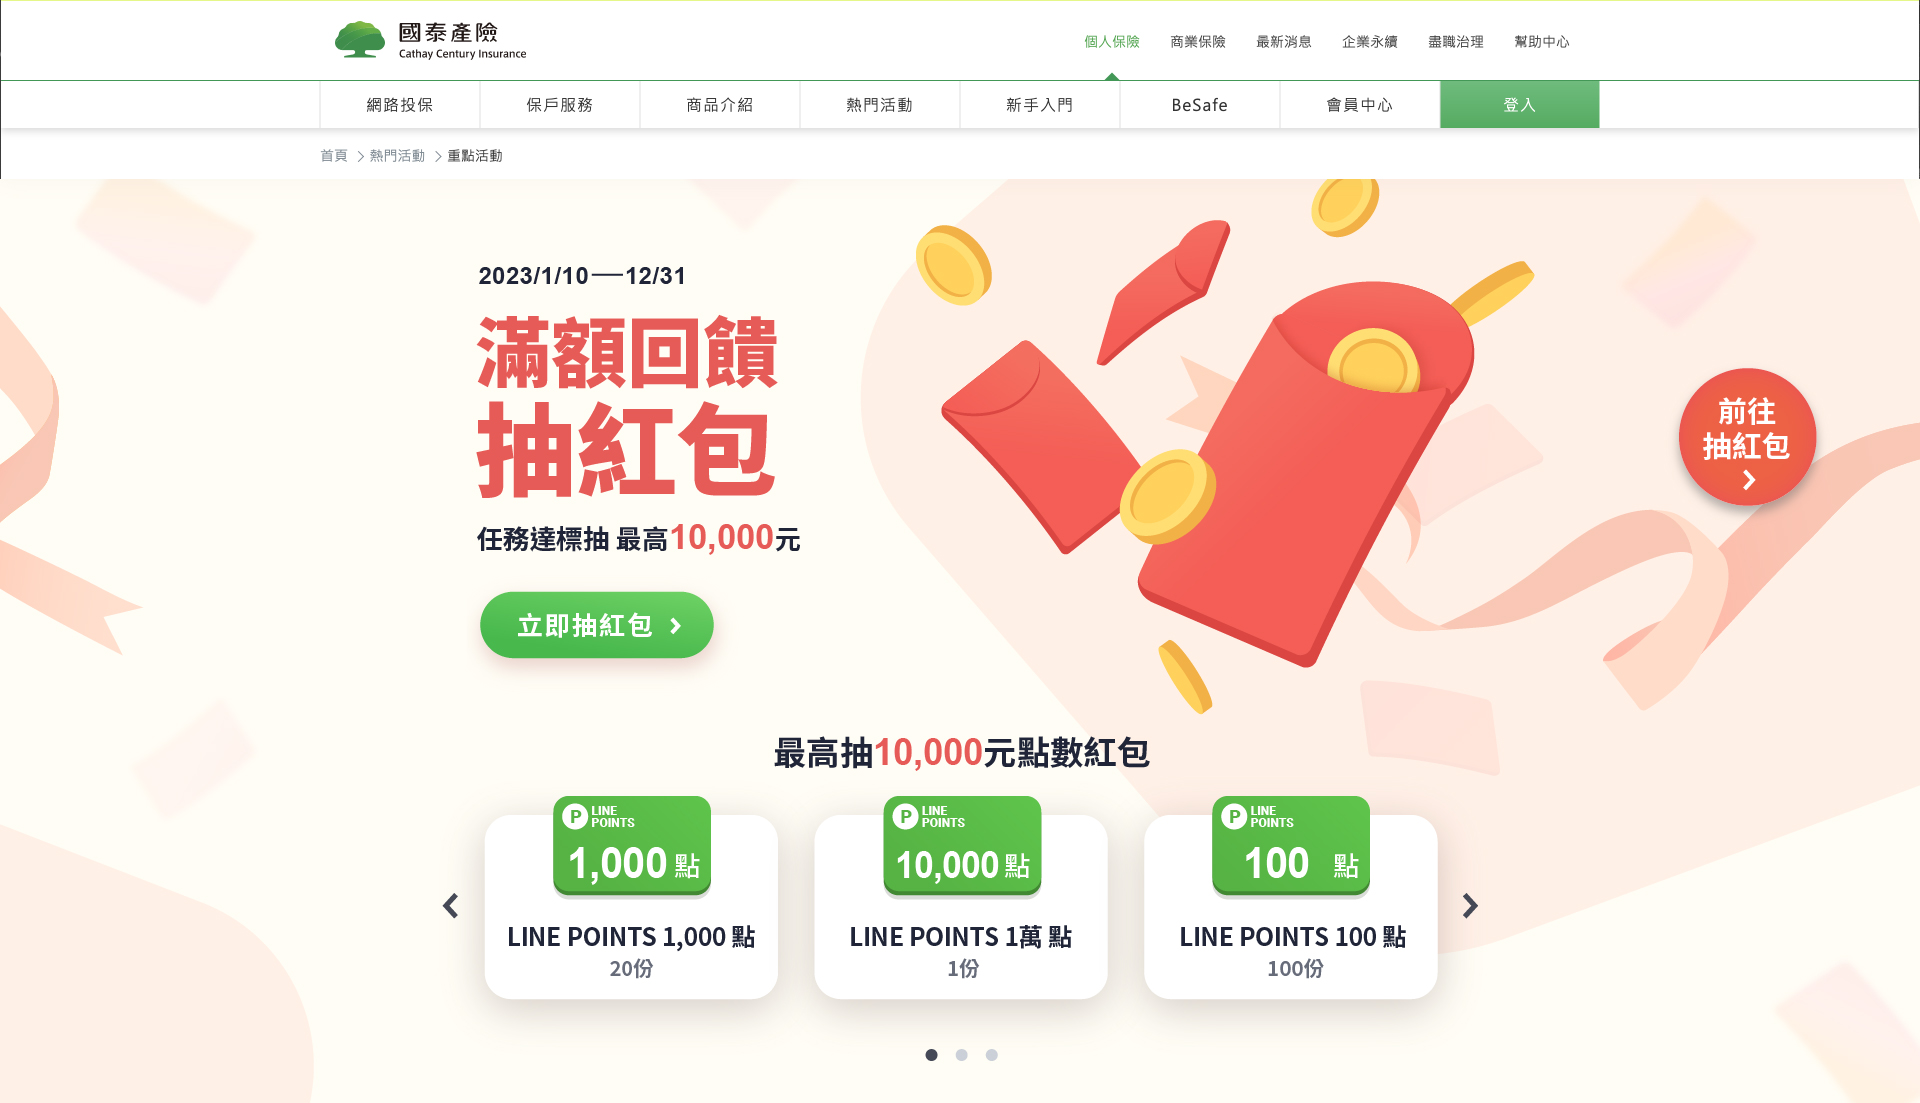 國泰產險
Cathay Century Insurance
個人保險 商業保險 最新消息 企業永續 盡職治理 幫助中心
網路投保 保戶服務 商品介紹 熱門活動 新手入門 BeSafe 會員中心 登入
首頁 > 熱門活動 > 重點活動
2023/1/10—12/31
滿額回饋
抽紅包
任務達標抽 最高10,000元
立即抽紅包 >
前往
抽紅包
>
最高抽10,000元點數紅包
P LINE POINTS
1,000 點
LINE POINTS 1,000 點
20份
P LINE POINTS
10,000 點
LINE POINTS 1萬 點
1份
P LINE POINTS
100 點
LINE POINTS 100 點
100份